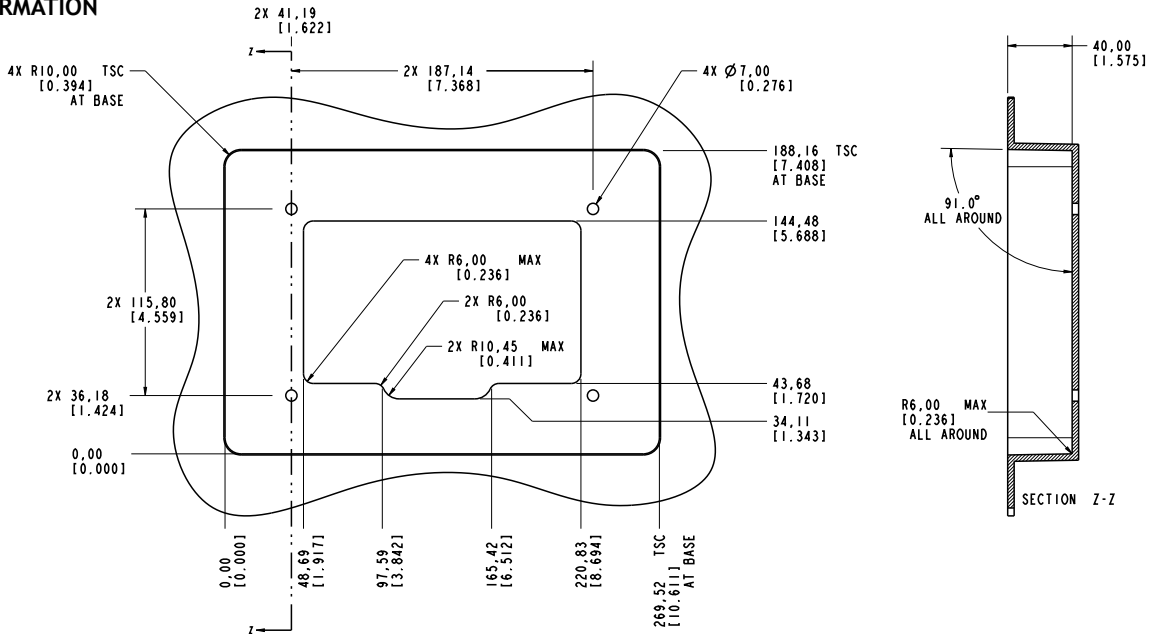 RMATION
2X 41,19
[1.622]
Z
4X R10,00 TSC
[0.394]
AT BASE
2X 187,14
[7.368]
4X Ø7,00
[0.276]
40,00
[1.575]
188,16 TSC
[7.408]
AT BASE
144,48
[5.688]
91.0°
ALL AROUND
4X R6,00 MAX
[0.236]
2X R6,00
[0.236]
2X R10,45 MAX
[0.411]
2X 115,80
[4.559]
2X 36,18
[1.424]
43,68
[1.720]
34,11
[1.343]
R6,00 MAX
[0.236]
ALL AROUND
0,00
[0.000]
SECTION Z-Z
0,00
[0.000]
48,69
[1.917]
97,59
[3.842]
165,42
[6.512]
220,83
[8.694]
269,52 TSC
[10.611]
AT BASE
Z